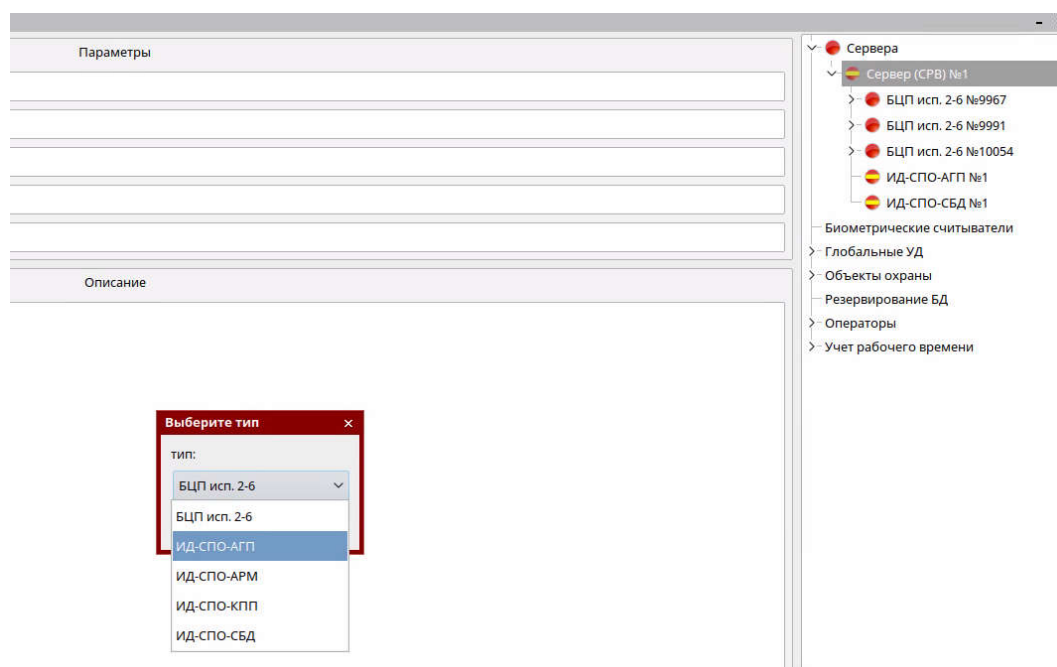 Параметры
Описание
Выберите тип
тип:
БЦП исп. 2-6
БЦП исп. 2-6
ИД-СПО-АГП
ИД-СПО-АРМ
ИД-СПО-КПП
ИД-СПО-СБД
Сервера
Сервер (СРВ) №1
БЦП исп. 2-6 №9967
БЦП исп. 2-6 №9991
БЦП исп. 2-6 №10054
ИД-СПО-АГП №1
ИД-СПО-СБД №1
Биометрические считыватели
Глобальные УД
Объекты охраны
Резервирование БД
Операторы
Учет рабочего времени